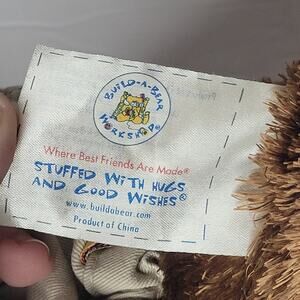 BUILD-A-BEAR
WORKSHOP®
Where Best Friends Are Made®
STUFFED WITH HUGS
AND GOOD WISHES®
www.buildabear.com
Product of China